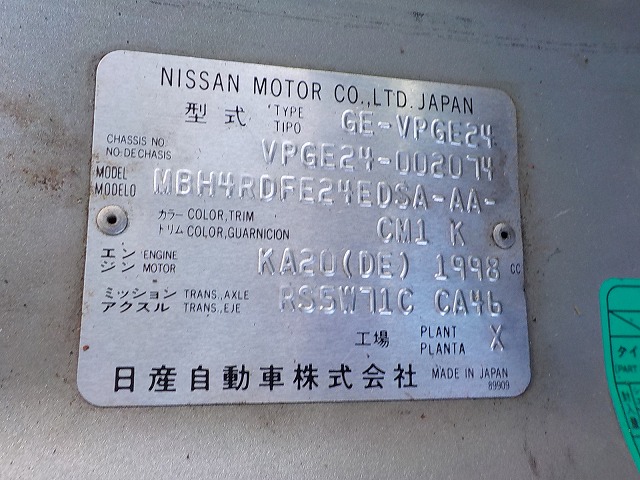 NISSAN MOTOR CO.,LTD. JAPAN
型式 TYPE TIPO GE-VPGE24
CHASSIS NO. NO.DECHASIS VPGE24-002074
MODEL MODELO MBH4RDFE24EDSA-AA-
カラー COLOR,TRIM
トリム COLOR,GUARNICION CM1 K
エンジン ENGINE MOTOR KA20(DE) 1998 CC
ミッション TRANS.,AXLE RS5W71C CA46
アクスル TRANS.,EJE
工場 PLANT PLANTA X
日産自動車株式会社 MADE IN JAPAN
89909
タイ
(PART